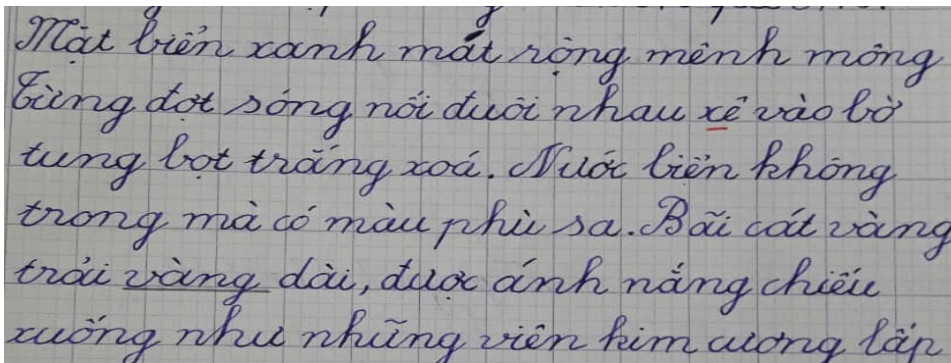 Mặt biển xanh mát rộng mênh mông
Từng đợt sóng nối đuôi nhau xê vào bờ
tung bọt trắng xoá. Nước biển không
trong mà có màu phù sa. Bãi cát vàng
trải vàng dài, được ánh nắng chiếu
xuống như những viên kim cương lấp